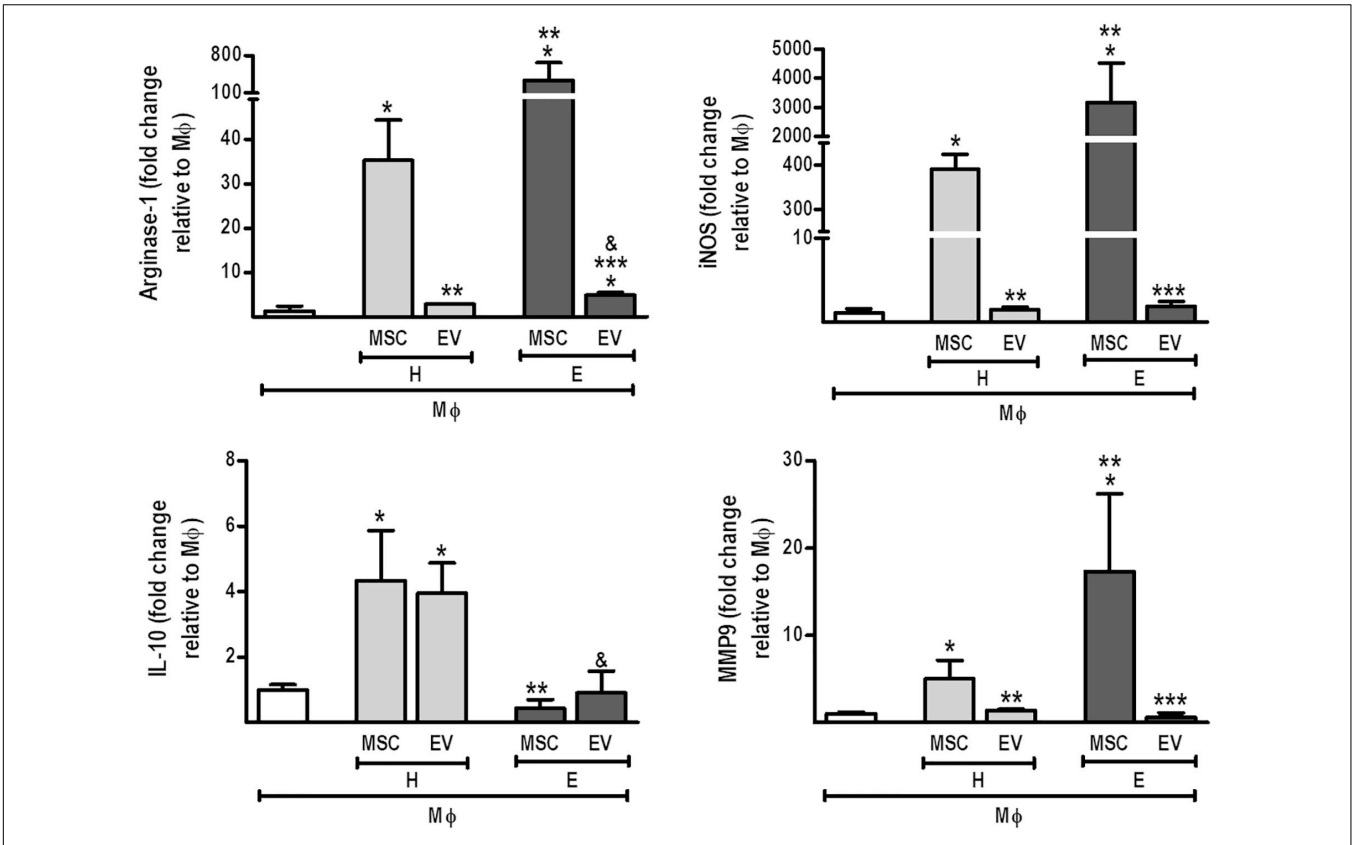 Arginase-1 (fold change
relative to Mϕ)
800
100
40
30
20
10
*
**
**
*
&
***
*
MSC EV MSC EV
H E
Mϕ
iNOS (fold change
relative to Mϕ)
5000
4000
3000
2000
400
300
10
*
**
**
*
***
MSC EV MSC EV
H E
Mϕ
IL-10 (fold change
relative to Mϕ)
8
6
4
2
*
*
**
&
MSC EV MSC EV
H E
Mϕ
MMP9 (fold change
relative to Mϕ)
30
20
10
*
**
**
*
***
MSC EV MSC EV
H E
Mϕ